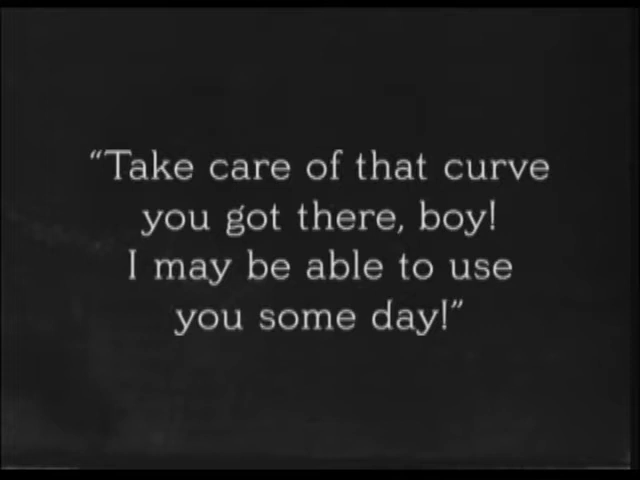 “Take care of that curve
you got there, boy!
I may be able to use
you some day!”